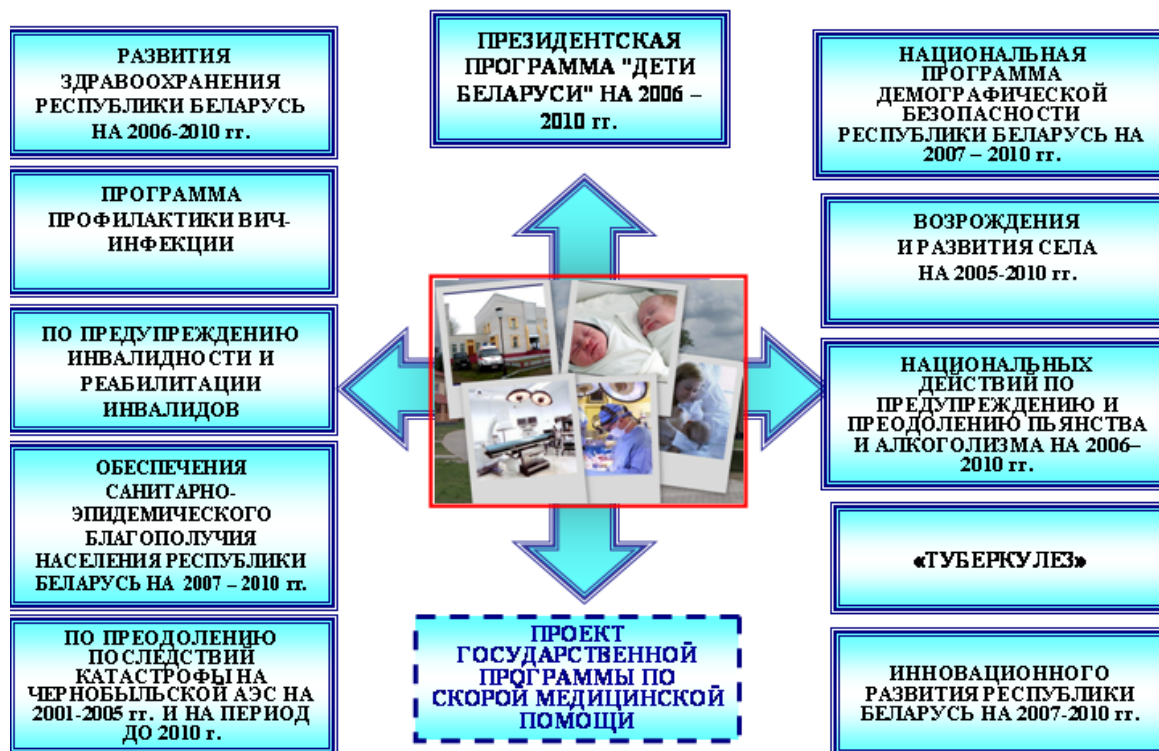 РАЗВИТИЯ
ЗДРАВООХРАНЕНИЯ
РЕСПУБЛИКИ БЕЛАРУСЬ
НА 2006-2010 гг.
ПРОГРАММА
ПРОФИЛАКТИКИ ВИЧ-
ИНФЕКЦИИ
ПО ПРЕДУПРЕЖДЕНИЮ
ИНВАЛИДНОСТИ И
РЕАБИЛИТАЦИИ
ИНВАЛИДОВ
ОБЕСПЕЧЕНИЯ
САНИТАРНО-
ЭПИДЕМИЧЕСКОГО
БЛАГОПОЛУЧИЯ
НАСЕЛЕНИЯ РЕСПУБЛИКИ
БЕЛАРУСЬ НА 2007 – 2010 гг.
ПО ПРЕОДОЛЕНИЮ
ПОСЛЕДСТВИЙ
КАТАСТРОФЫ НА
ЧЕРНОБЫЛЬСКОЙ АЭС НА
2001-2005 гг. И НА ПЕРИОД
ДО 2010 г.
ПРЕЗИДЕНТСКАЯ
ПРОГРАММА "ДЕТИ
БЕЛАРУСИ" НА 2006 –
2010 гг.
ПРОЕКТ
ГОСУДАРСТВЕННОЙ
ПРОГРАММЫ ПО
СКОРОЙ МЕДИЦИНСКОЙ
ПОМОЩИ
НАЦИОНАЛЬНАЯ
ПРОГРАММА
ДЕМОГРАФИЧЕСКОЙ
БЕЗОПАСНОСТИ
РЕСПУБЛИКИ БЕЛАРУСЬ НА
2007 – 2010 гг.
ВОЗРОЖДЕНИЯ
И РАЗВИТИЯ СЕЛА
НА 2005-2010 гг.
НАЦИОНАЛЬНЫХ
ДЕЙСТВИЙ ПО
ПРЕДУПРЕЖДЕНИЮ И
ПРЕОДОЛЕНИЮ ПЬЯНСТВА
И АЛКОГОЛИЗМА НА 2006–
2010 гг.
«ТУБЕРКУЛЕЗ»
ИННОВАЦИОННОГО
РАЗВИТИЯ РЕСПУБЛИКИ
БЕЛАРУСЬ НА 2007-2010 гг.